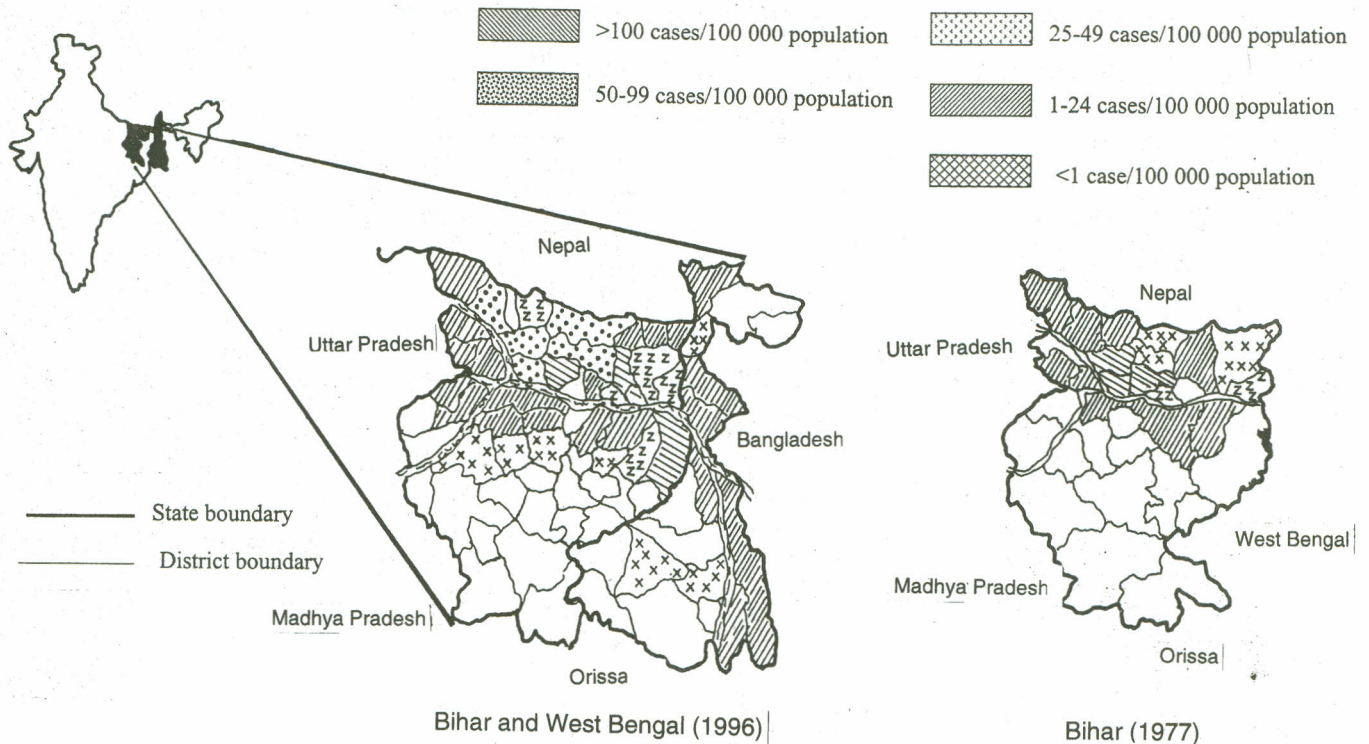 >100 cases/100 000 population
25-49 cases/100 000 population
50-99 cases/100 000 population
1-24 cases/100 000 population
<1 case/100 000 population
Nepal
Uttar Pradesh
Bangladesh
State boundary
District boundary
Madhya Pradesh
Orissa
Bihar and West Bengal (1996)
Nepal
Uttar Pradesh
West Bengal
Madhya Pradesh
Orissa
Bihar (1977)